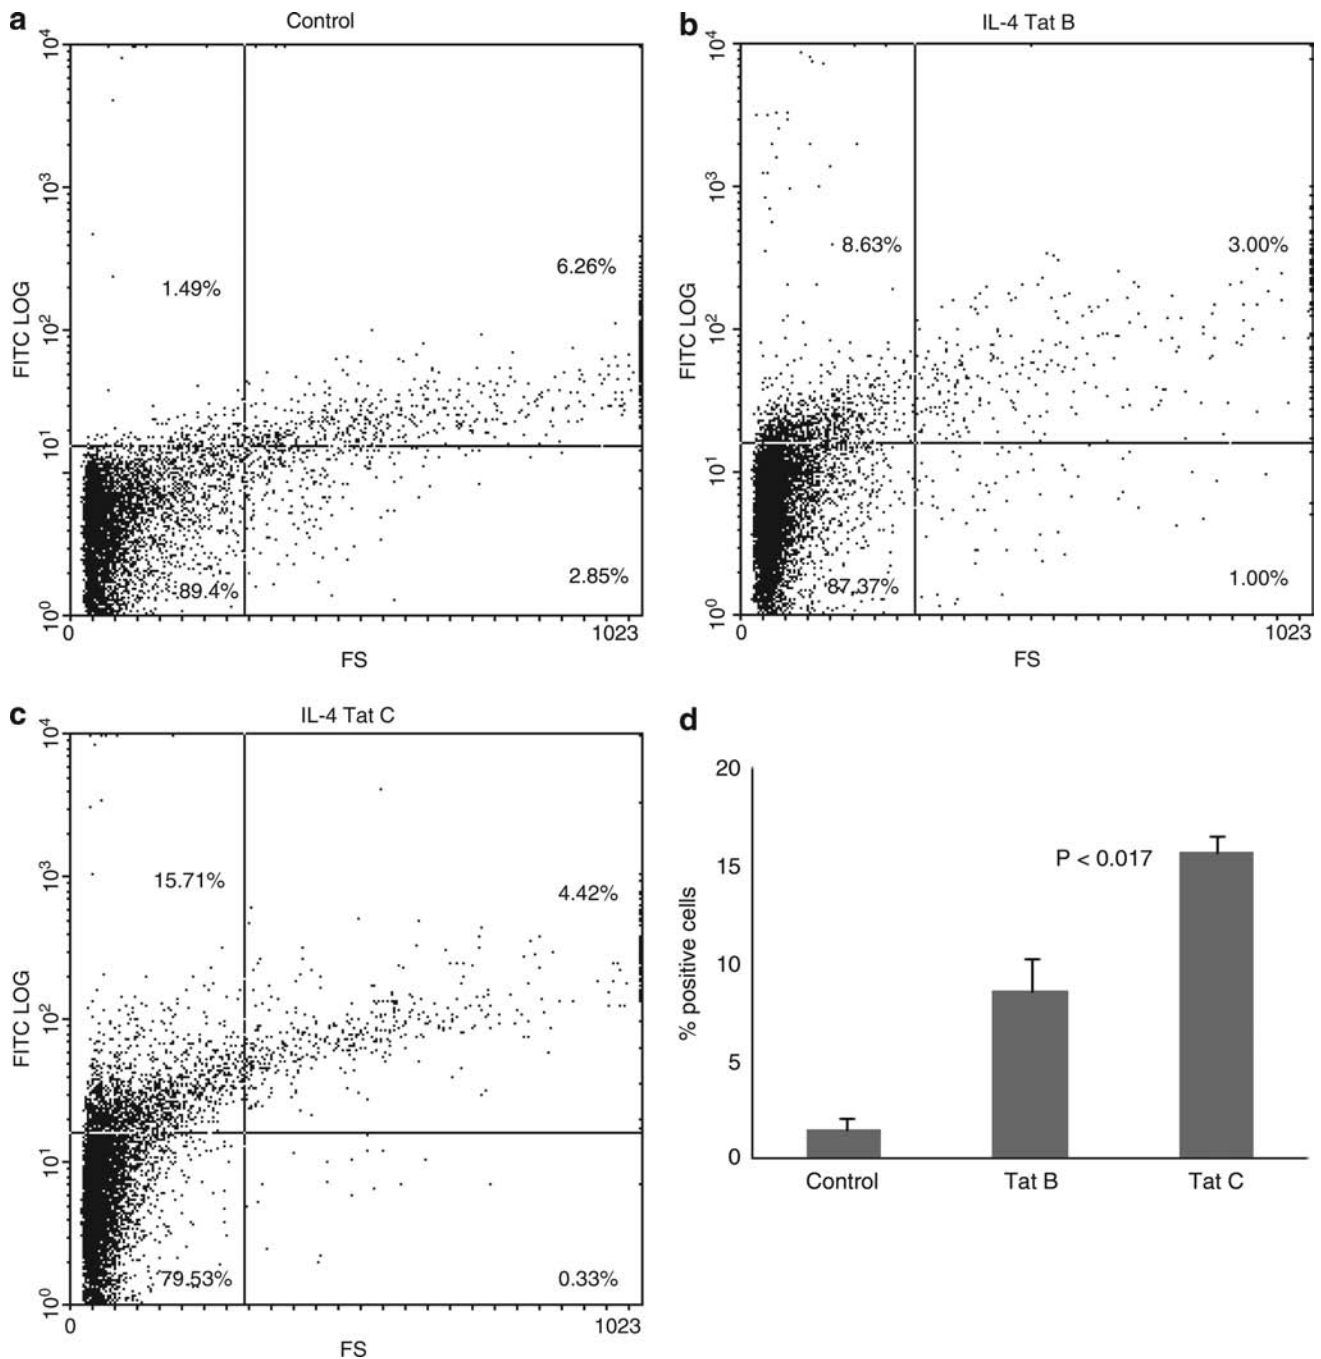 a
Control
10⁴
10³
10²
10¹
10⁰
FITC LOG
1.49%
6.26%
89.4%
2.85%
0
1023
FS
b
IL-4 Tat B
10⁴
10³
10²
10¹
10⁰
FITC LOG
8.63%
3.00%
87.37%
1.00%
0
1023
FS
c
IL-4 Tat C
10⁴
10³
10²
10¹
10⁰
FITC LOG
15.71%
4.42%
79.53%
0.33%
0
1023
FS
d
20
15
10
5
0
% positive cells
P < 0.017
Control
Tat B
Tat C